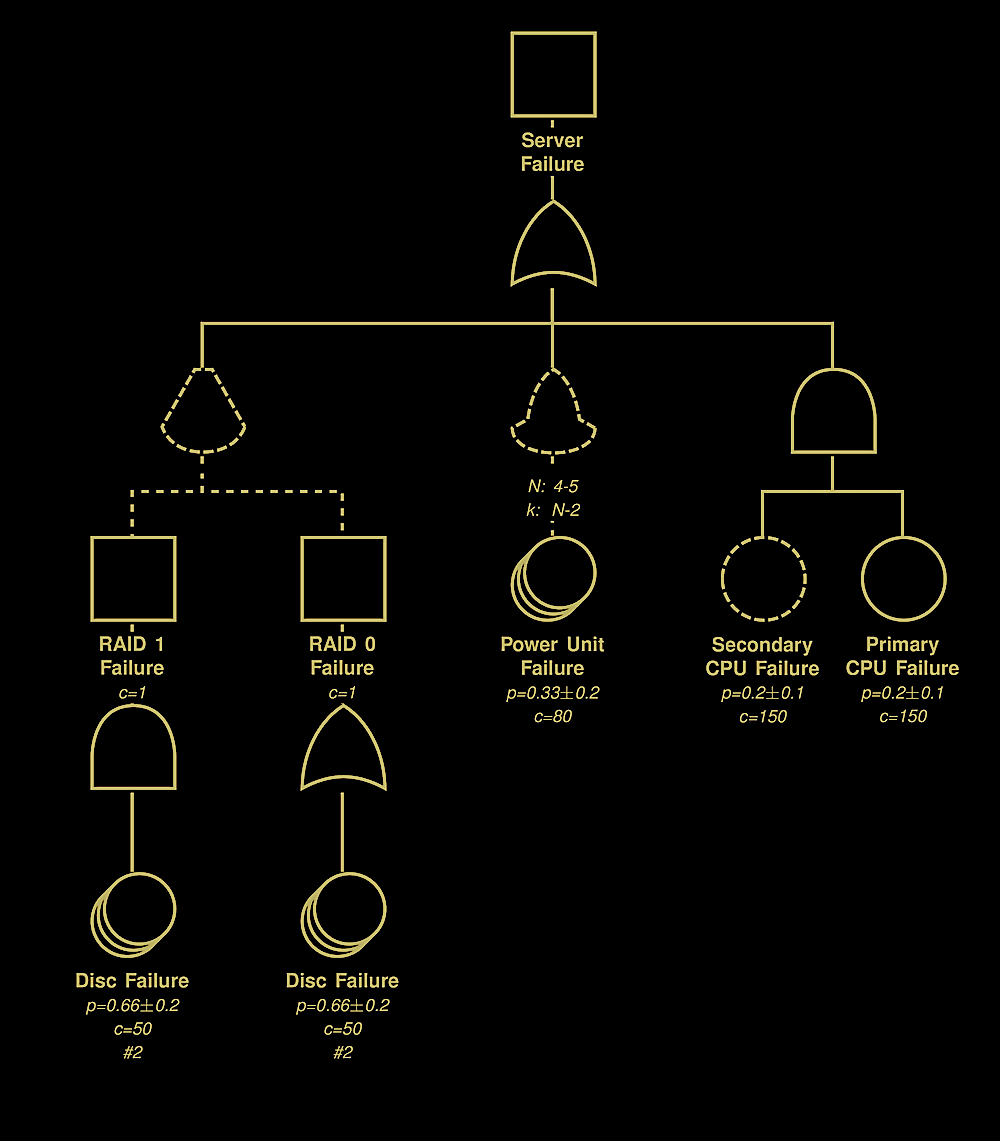 Server
Failure
N: 4-5
k: N-2
RAID 1
Failure
c=1
RAID 0
Failure
c=1
Power Unit
Failure
p=0.33±0.2
c=80
Secondary
CPU Failure
p=0.2±0.1
c=150
Primary
CPU Failure
p=0.2±0.1
c=150
Disc Failure
p=0.66±0.2
c=50
#2
Disc Failure
p=0.66±0.2
c=50
#2